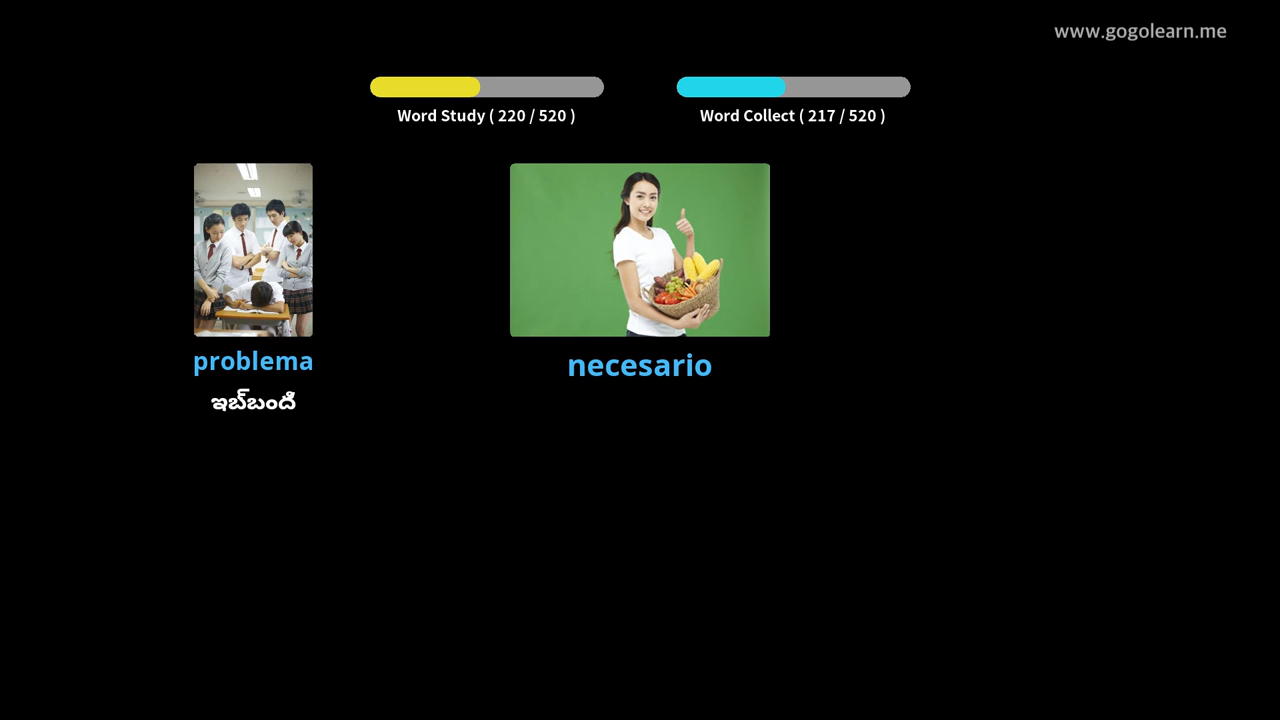 www.gogolearn.me
Word Study ( 220 / 520 )
Word Collect ( 217 / 520 )
problema
ఇబ్బంది
necesario